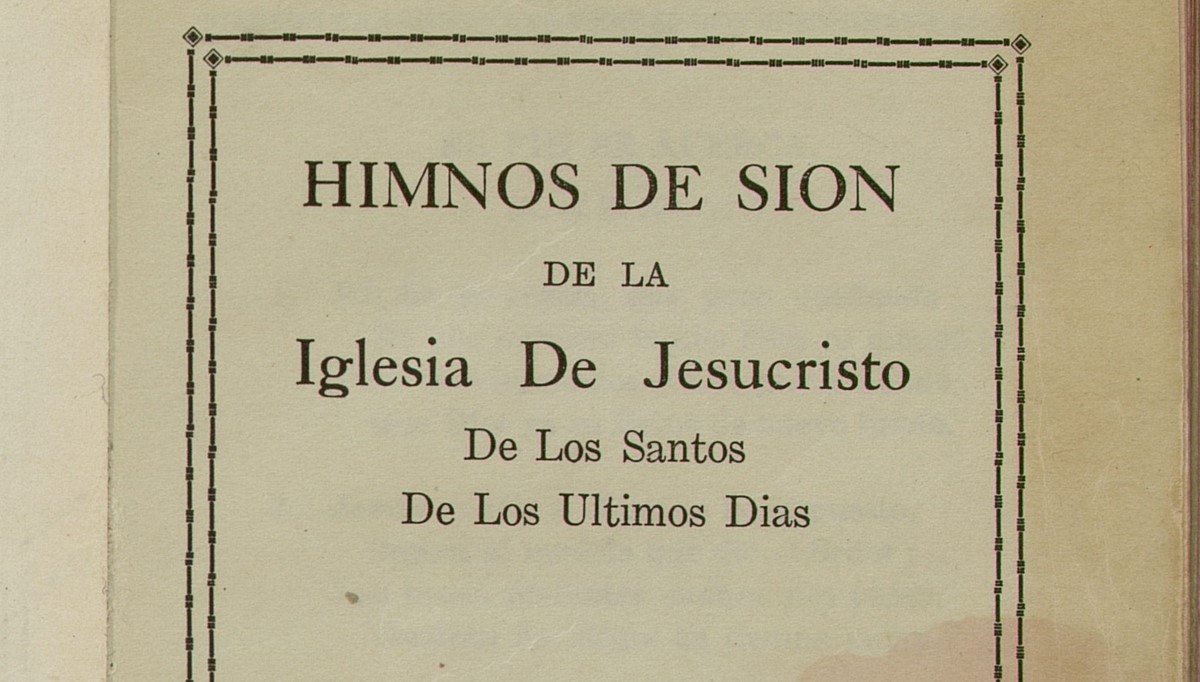 HIMNOS DE SION
DE LA
Iglesia De Jesucristo
De Los Santos
De Los Ultimos Dias